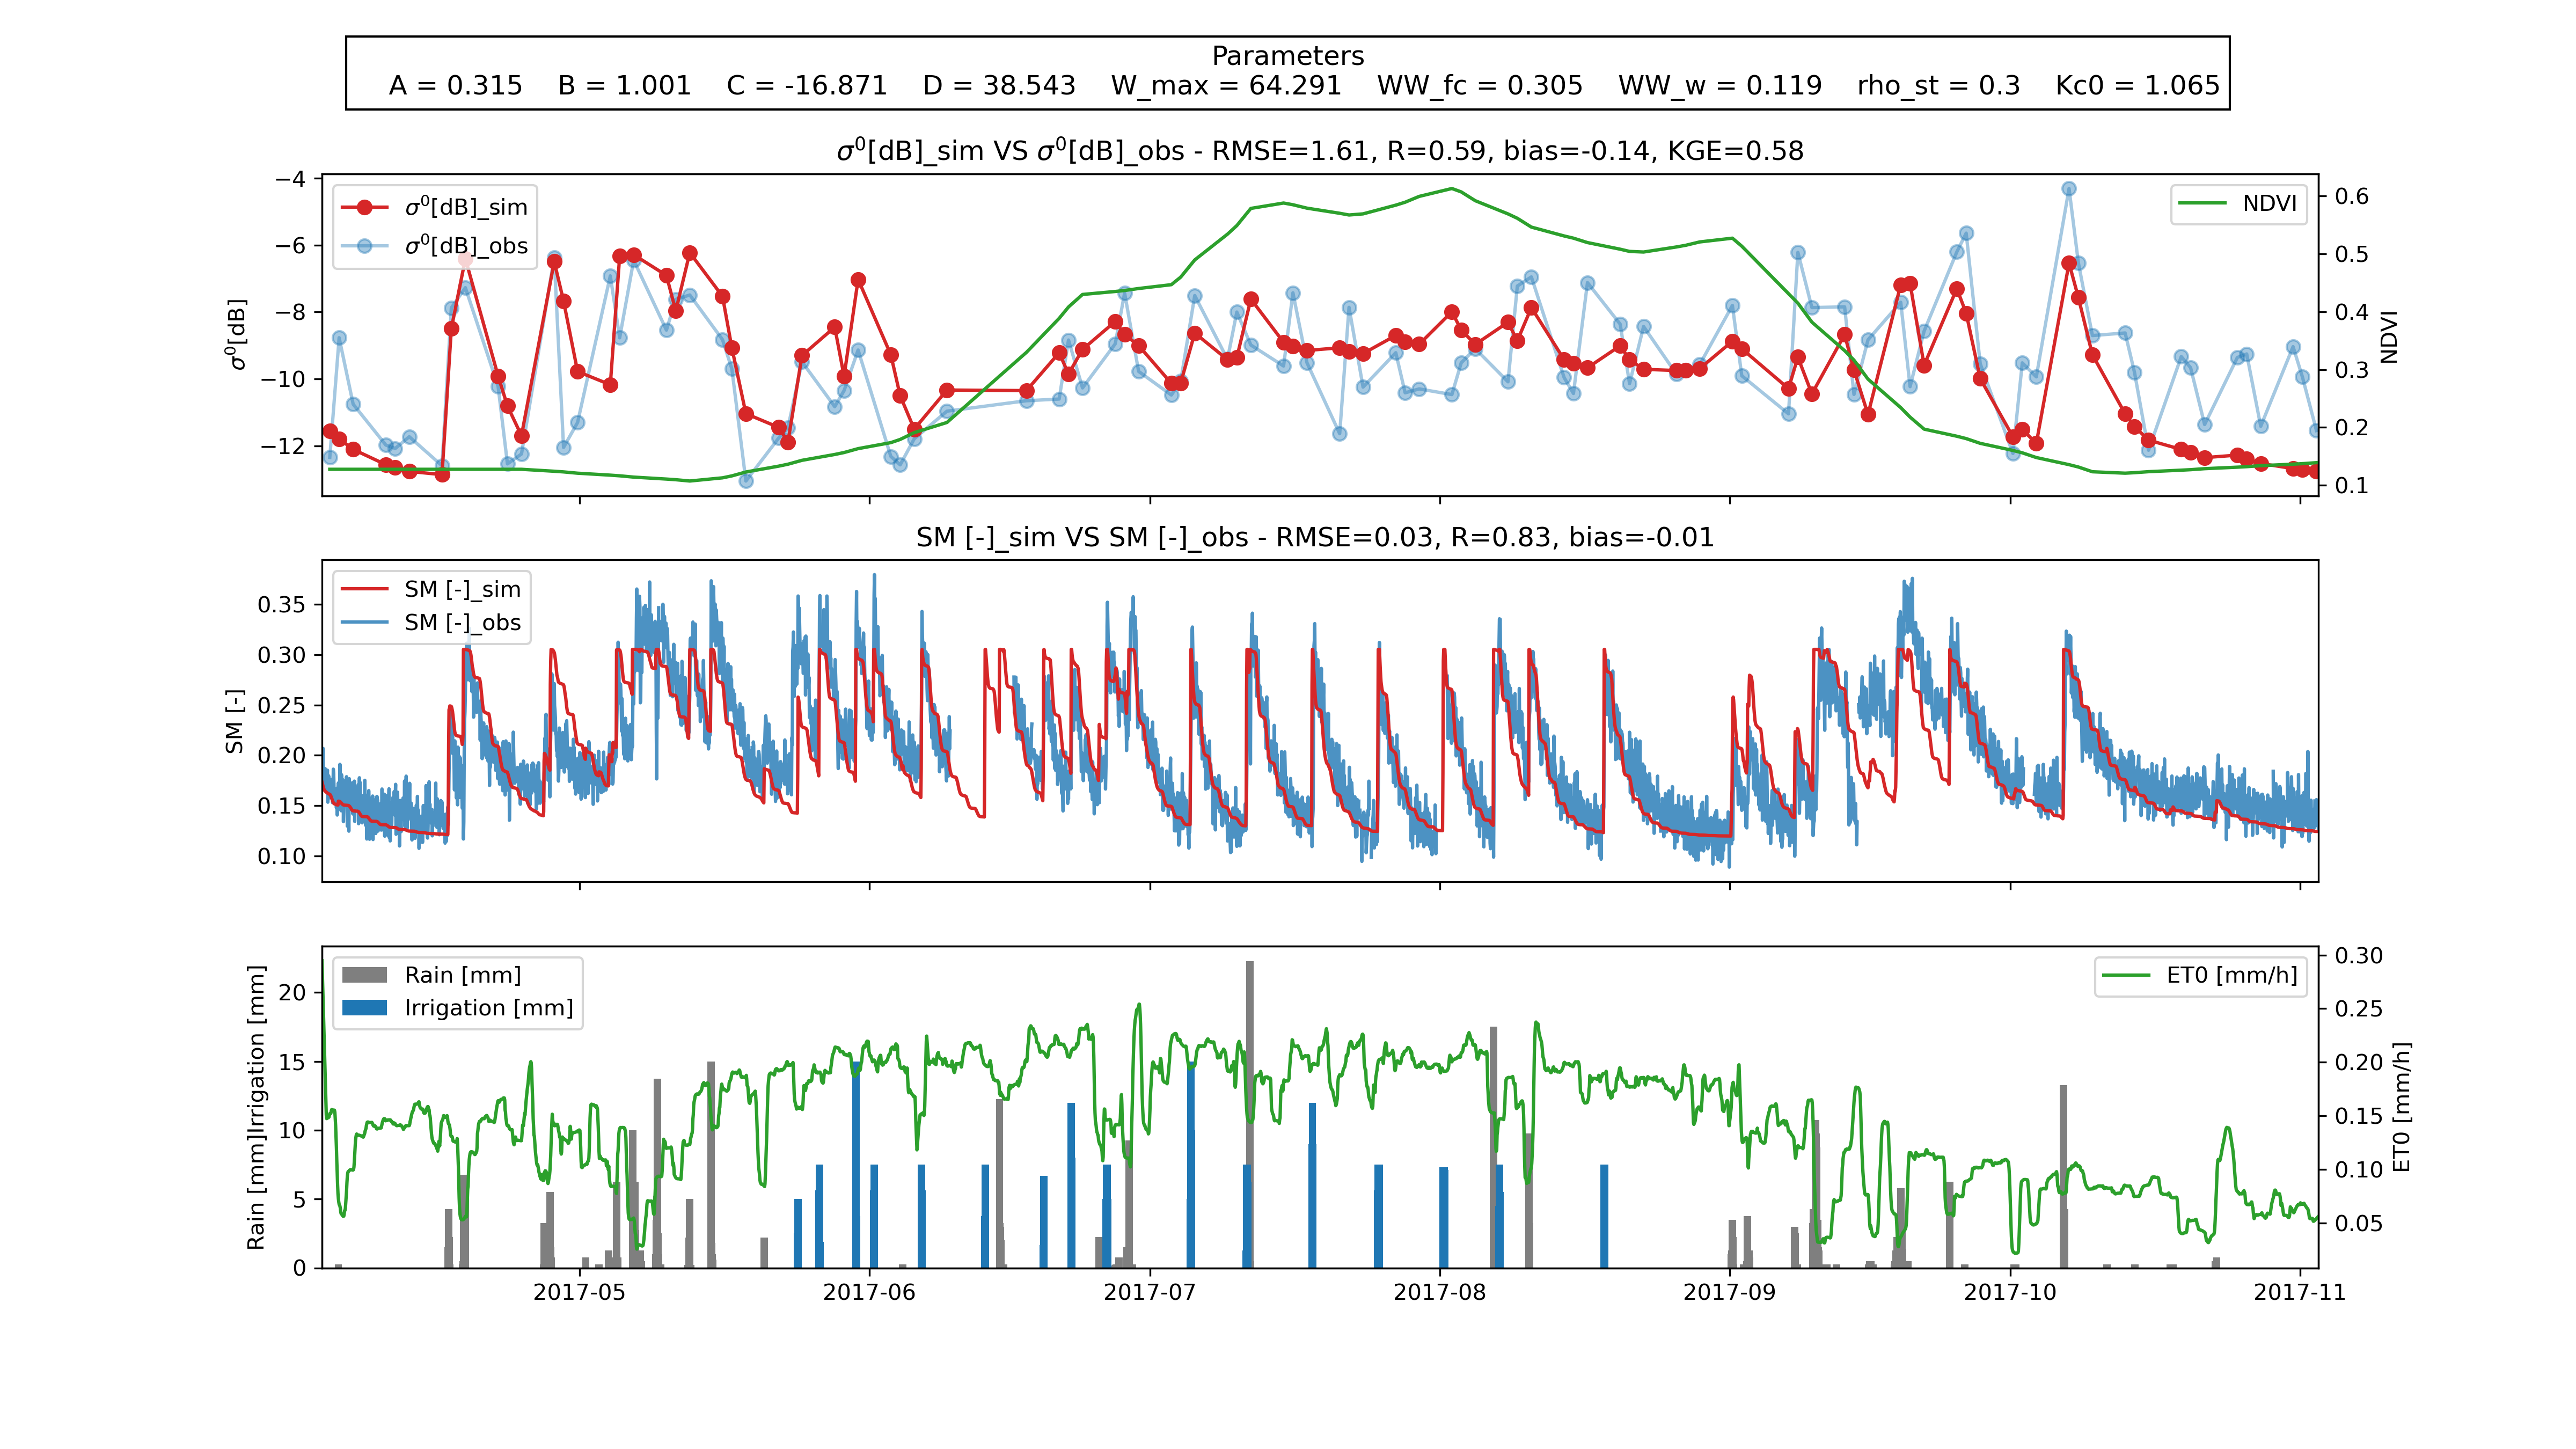 Parameters
A = 0.315 B = 1.001 C = -16.871 D = 38.543 W_max = 64.291 WW_fc = 0.305 WW_w = 0.119 rho_st = 0.3 Kc0 = 1.065
σ⁰[dB]_sim VS σ⁰[dB]_obs - RMSE=1.61, R=0.59, bias=-0.14, KGE=0.58
σ⁰[dB]
−4
−6
−8
−10
−12
σ⁰[dB]_sim
σ⁰[dB]_obs
NDVI
0.6
0.5
0.4
0.3
0.2
0.1
NDVI
SM [-]_sim VS SM [-]_obs - RMSE=0.03, R=0.83, bias=-0.01
SM [-]
0.35
0.30
0.25
0.20
0.15
0.10
SM [-]_sim
SM [-]_obs
Rain [mm]Irrigation [mm]
20
15
10
5
0
Rain [mm]
Irrigation [mm]
ET0 [mm/h]
0.30
0.25
0.20
0.15
0.10
0.05
ET0 [mm/h]
2017-05 2017-06 2017-07 2017-08 2017-09 2017-10 2017-11